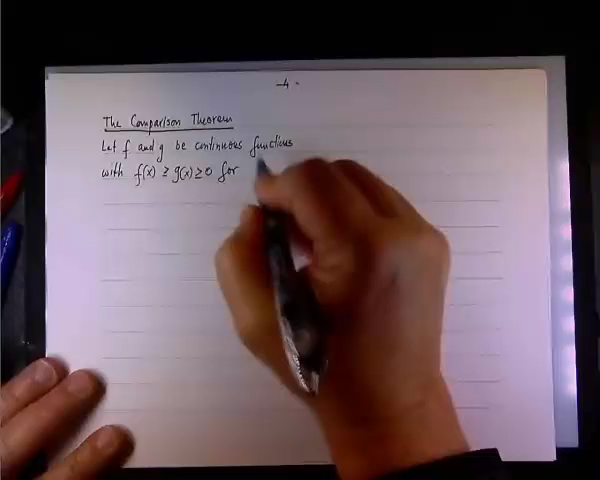 -4-
The Comparison Theorem
Let f and g be continuous functions
with f(x) ≥ g(x) ≥ 0 for